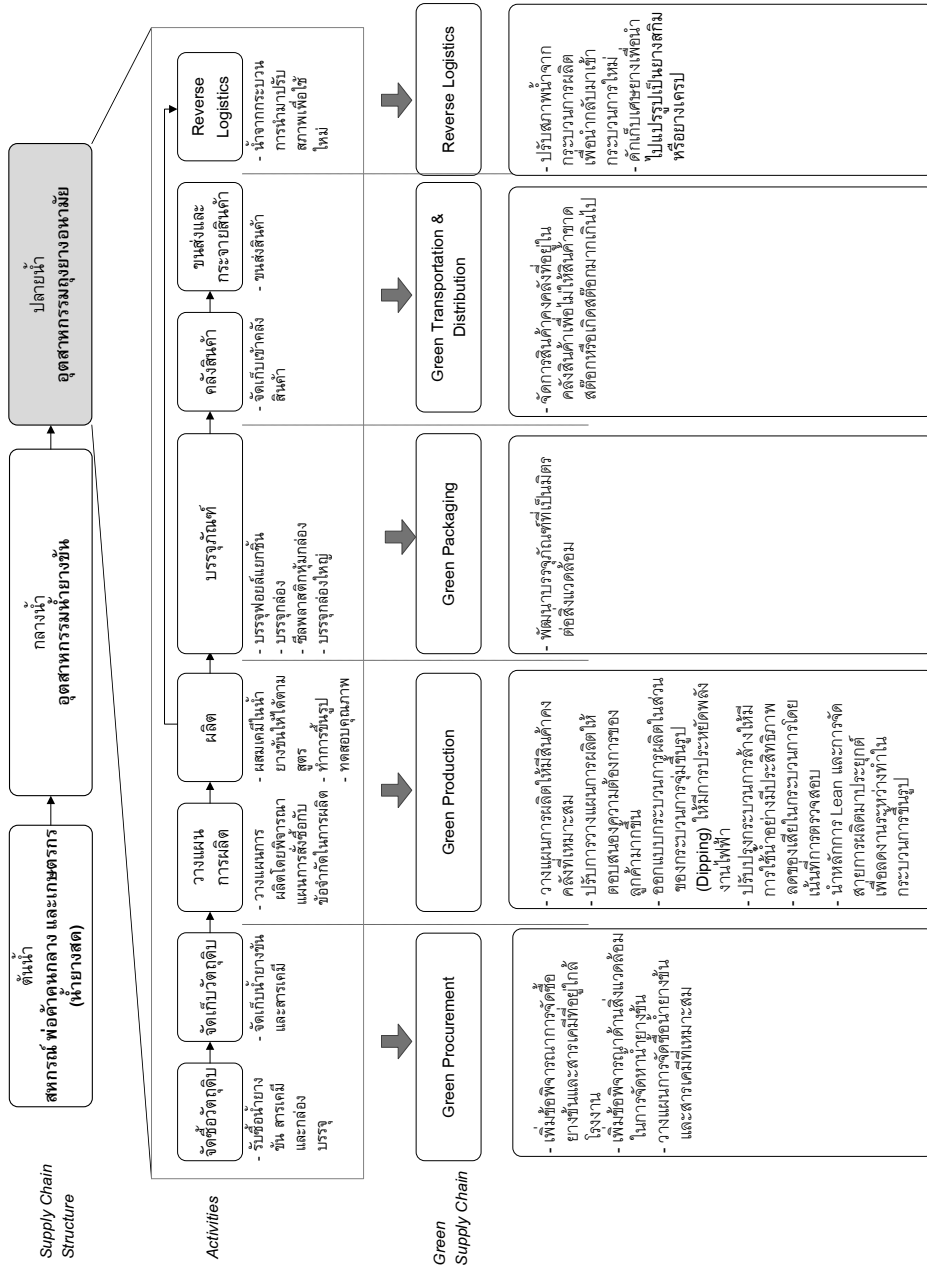 Supply Chain
Structure
ต้นน้ำ
สหกรณ์ พ่อค้าคนกลาง และเกษตรกร
(น้ำยางสด)
กลางน้ำ
อุตสาหกรรมน้ำยางข้น
ปลายน้ำ
อุตสาหกรรมถุงยางอนามัย
Activities
จัดซื้อวัตถุดิบ
- รับซื้อน้ำยาง
ข้น สารเคมี
และกล่อง
บรรจุ
จัดเก็บวัตถุดิบ
- จัดเก็บน้ำยางข้น
และสารเคมี
วางแผน
การผลิต
- วางแผนการ
ผลิตโดยพิจารณา
แผนการสั่งซื้อกับ
ข้อจำกัดในการผลิต
ผลิต
- ผสมเคมีในน้ำ
ยางข้นให้ได้ตาม
สูตร
- ทำการขึ้นรูป
- ทดสอบคุณภาพ
บรรจุภัณฑ์
- บรรจุฟอยล์แยกชิ้น
- บรรจุกล่อง
- ซีลพลาสติกหุ้มกล่อง
- บรรจุกล่องใหญ่
คลังสินค้า
- จัดเก็บเข้าคลัง
สินค้า
ขนส่งและ
กระจายสินค้า
- ขนส่งสินค้า
Reverse
Logistics
- น้ำจากกระบวน
การนำมาปรับ
สภาพเพื่อใช้
ใหม่
Green
Supply Chain
Green Procurement
- เพิ่มข้อพิจารณาการจัดซื้อ
ยางข้นและสารเคมีที่อยู่ใกล้
โรงงาน
- เพิ่มข้อพิจารณาด้านสิ่งแวดล้อม
ในการจัดหาน้ำยางข้น
- วางแผนการจัดซื้อน้ำยางข้น
และสารเคมีที่เหมาะสม
Green Production
- วางแผนการผลิตให้มีสินค้าคง
คลังที่เหมาะสม
- ปรับการวางแผนการผลิตให้
ตอบสนองความต้องการของ
ลูกค้ามากขึ้น
- ออกแบบกระบวนการผลิตในส่วน
ของกระบวนการจุ่มขึ้นรูป
(Dipping) ให้มีการประหยัดพลัง
งานไฟฟ้า
- ปรับปรุงกระบวนการล้างให้มี
การใช้น้ำอย่างมีประสิทธิภาพ
- ลดของเสียในกระบวนการโดย
เน้นที่การตรวจสอบ
- นำหลักการ Lean และการจัด
สายการผลิตมาประยุกต์
เพื่อลดงานระหว่างทำใน
กระบวนการขึ้นรูป
Green Packaging
- พัฒนาบรรจุภัณฑ์ที่เป็นมิตร
ต่อสิ่งแวดล้อม
Green Transportation &
Distribution
- จัดการสินค้าคงคลังที่อยู่ใน
คลังสินค้าเพื่อไม่ให้สินค้าขาด
สต๊อกหรือเกิดสต๊อกมากเกินไป
Reverse Logistics
- ปรับสภาพน้ำจาก
กระบวนการผลิต
เพื่อนำกลับมาเข้า
กระบวนการใหม่
- ดักเก็บเศษยางเพื่อนำ
ไปแปรรูปเป็นยางสกิม
หรือยางเครป